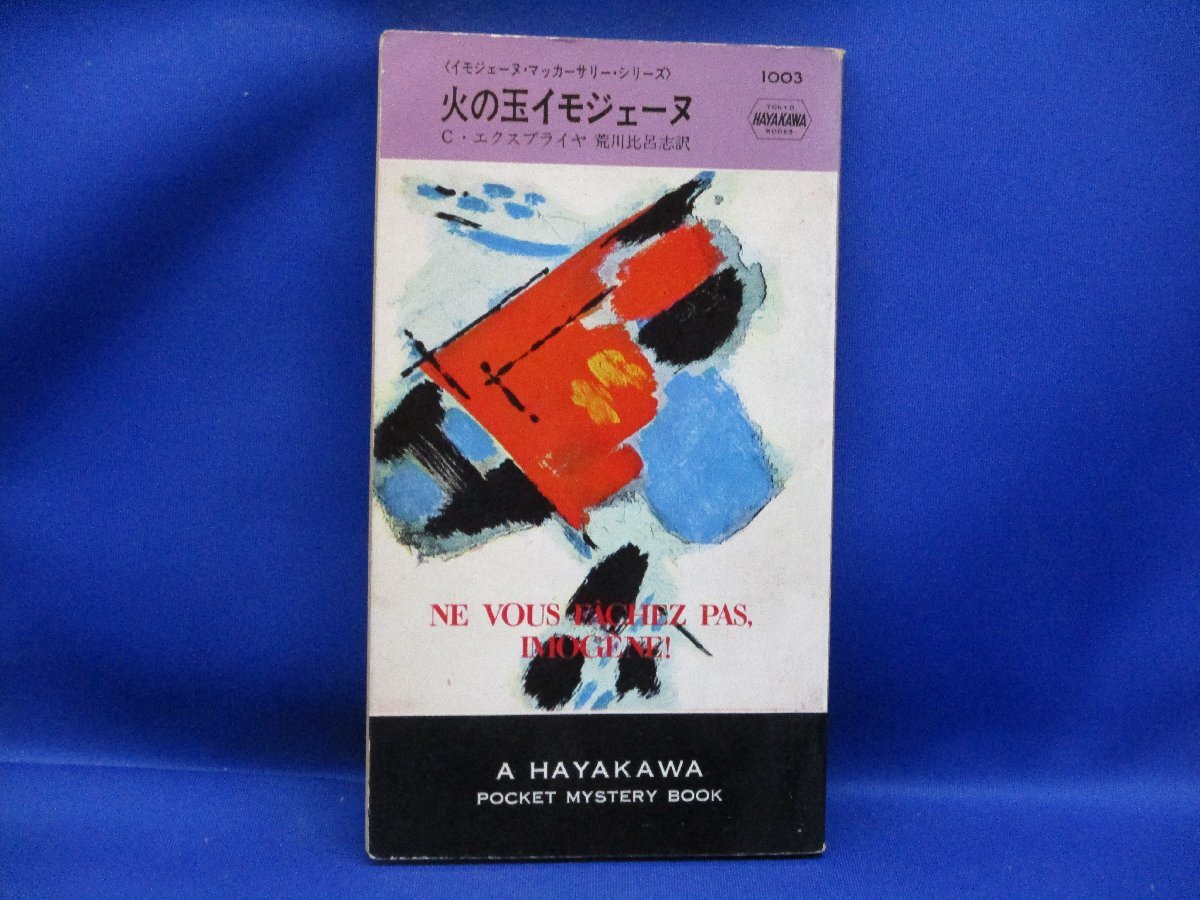 〈イモジェーヌ・マッカーサリー・シリーズ〉
1003
火の玉イモジェーヌ
C・エクスブライヤ 荒川比呂志訳
TOKYO
HAYAKAWA
BOOKS
NE VOUS FÂCHEZ PAS,
IMOGÈNE!
A HAYAKAWA
POCKET MYSTERY BOOK